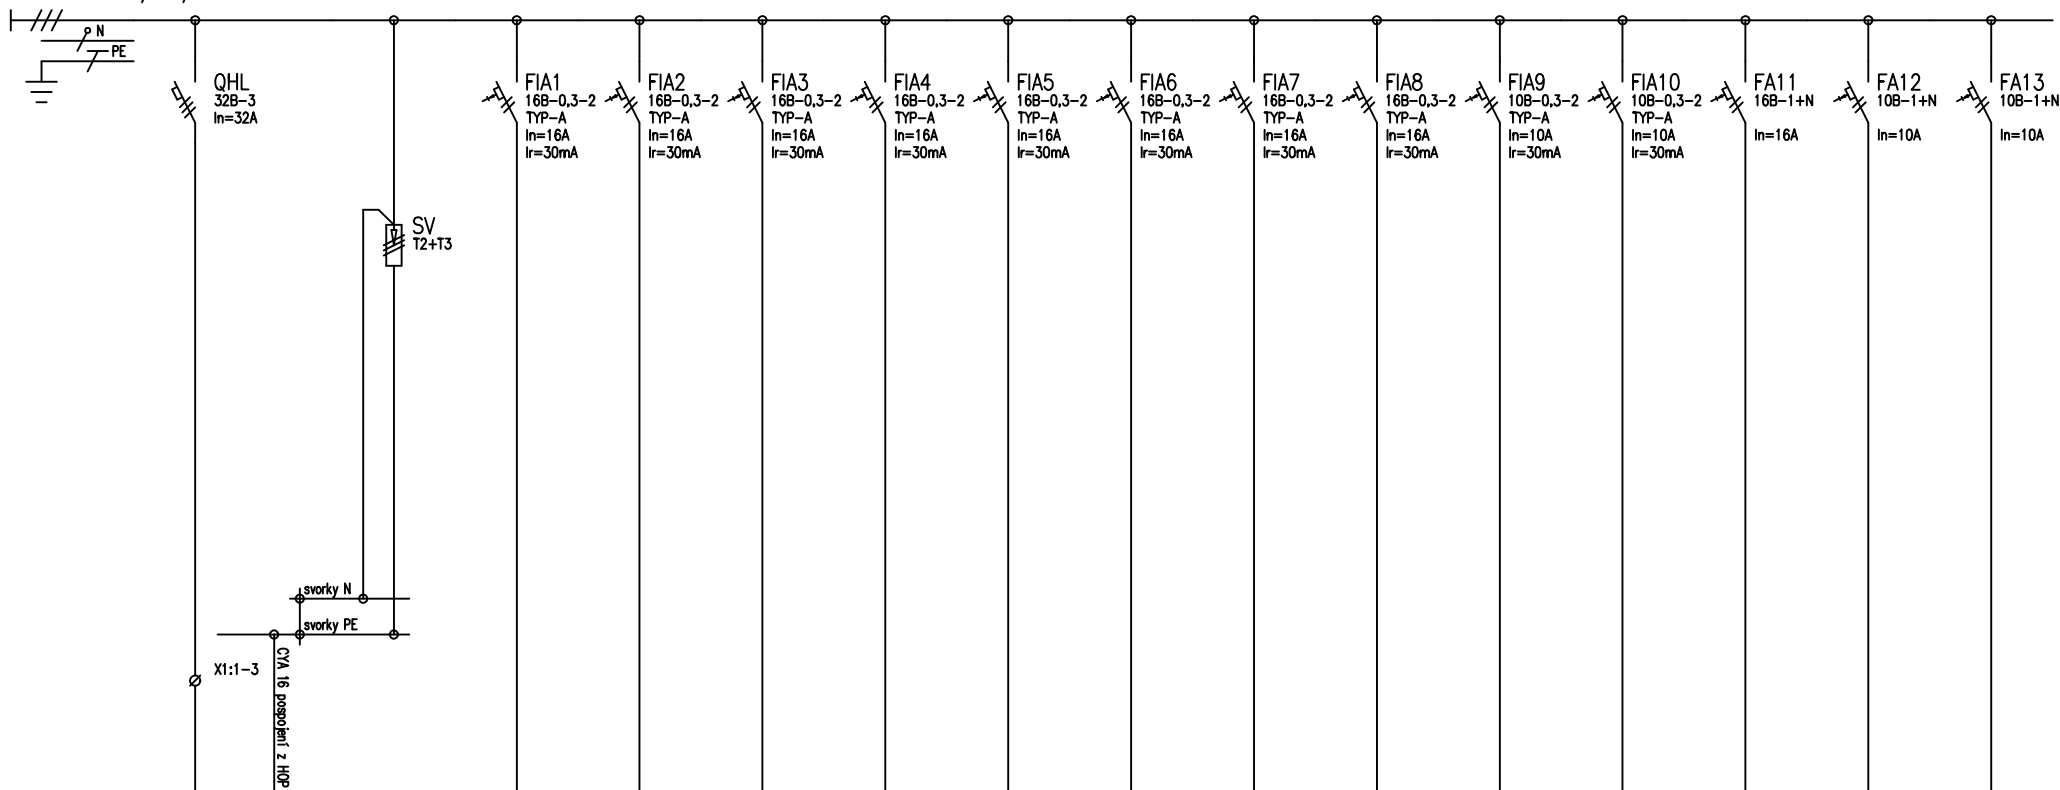 N
PE
QHL
32B-3
In=32A
SV
T2+T3
svorky N
svorky PE
X1:1-3
CYA 16 pospojení z HOP
FIA1
16B-0,3-2
TYP-A
In=16A
Ir=30mA
FIA2
16B-0,3-2
TYP-A
In=16A
Ir=30mA
FIA3
16B-0,3-2
TYP-A
In=16A
Ir=30mA
FIA4
16B-0,3-2
TYP-A
In=16A
Ir=30mA
FIA5
16B-0,3-2
TYP-A
In=16A
Ir=30mA
FIA6
16B-0,3-2
TYP-A
In=16A
Ir=30mA
FIA7
16B-0,3-2
TYP-A
In=16A
Ir=30mA
FIA8
16B-0,3-2
TYP-A
In=16A
Ir=30mA
FIA9
10B-0,3-2
TYP-A
In=10A
Ir=30mA
FIA10
10B-0,3-2
TYP-A
In=10A
Ir=30mA
FA11
16B-1+N
In=16A
FA12
10B-1+N
In=10A
FA13
10B-1+N
In=10A